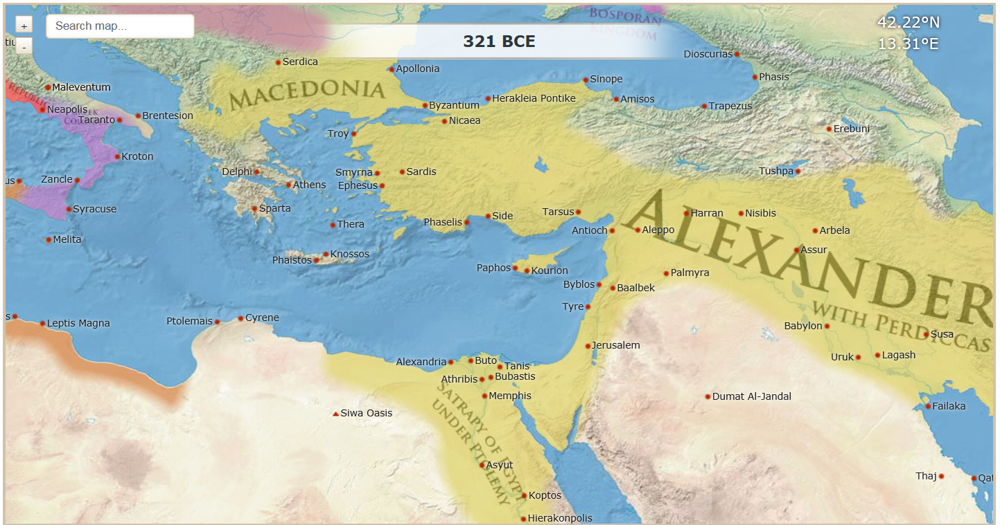 BOSPORAN
KINGDOM
+
Search map...
42.22°N
321 BCE
13.31°E
-
Dioscurias
Serdica
Apollonia
Phasis
Sinope
Maleventum
MACEDONIA
Herakleia Pontike
Amisos
Byzantium
Trapezus
Neapolis
Brentesion
Taranto
Nicaea
Troy
Erebuni
Kroton
Delphi
Smyrna
Sardis
Tushpa
Zancle
Athens
Ephesus
Syracuse
Sparta
Tarsus
Harran
Nisibis
Side
Thera
Phaselis
Antioch
Aleppo
Arbela
Melita
Assur
Knossos
Phaistos
ALEXANDER
WITH PERDICCAS
Paphos
Kourion
Palmyra
Byblos
Baalbek
Tyre
Ptolemais
Cyrene
Leptis Magna
Babylon
Susa
Jerusalem
Uruk
Lagash
Alexandria
Buto
Tanis
Athribis
Bubastis
Memphis
Dumat Al-Jandal
Failaka
Siwa Oasis
SATRAPY OF EGYPT
UNDER PTOLEMY
Asyut
Thaj
Koptos
Hierakonpolis